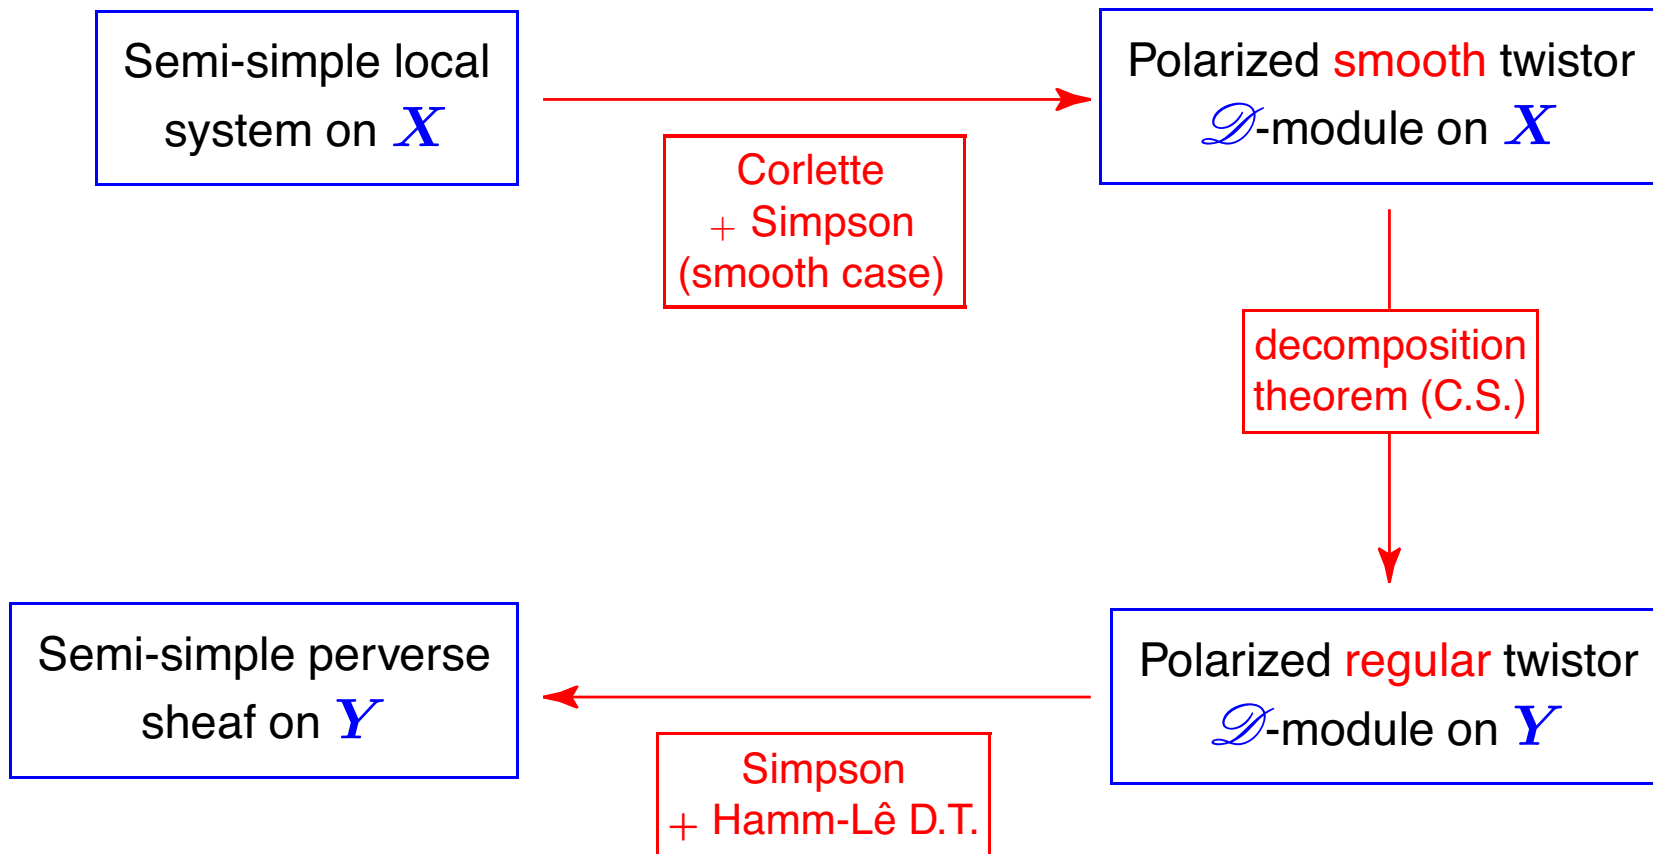 Semi-simple local
system on X
Corlette
+ Simpson
(smooth case)
Polarized smooth twistor
𝒟-module on X
decomposition
theorem (C.S.)
Semi-simple perverse
sheaf on Y
Simpson
+ Hamm-Lê D.T.
Polarized regular twistor
𝒟-module on Y